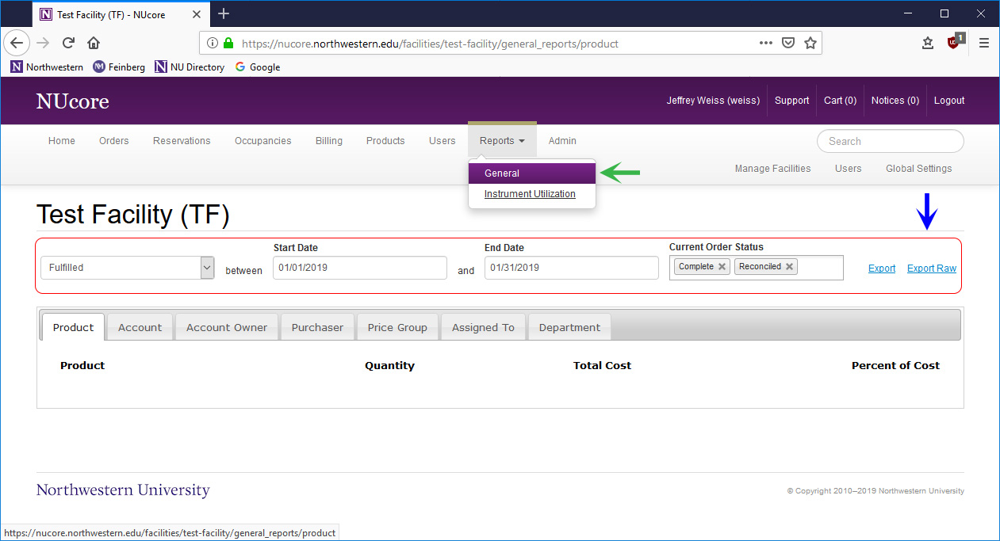 Test Facility (TF) - NUcore
https://nucore.northwestern.edu/facilities/test-facility/general_reports/product
1
Northwestern Feinberg NU Directory Google
NUcore
Jeffrey Weiss (weiss) Support Cart (0) Notices (0) Logout
Home Orders Reservations Occupancies Billing Products Users Reports Admin
Search
Manage Facilities Users Global Settings
General
Instrument Utilization
Test Facility (TF)
Start Date End Date Current Order Status
Fulfilled between 01/01/2019 and 01/31/2019 Complete Reconciled Export Export Raw
Product Account Account Owner Purchaser Price Group Assigned To Department
Product Quantity Total Cost Percent of Cost
Northwestern University
© Copyright 2010–2019 Northwestern University
https://nucore.northwestern.edu/facilities/test-facility/general_reports/product